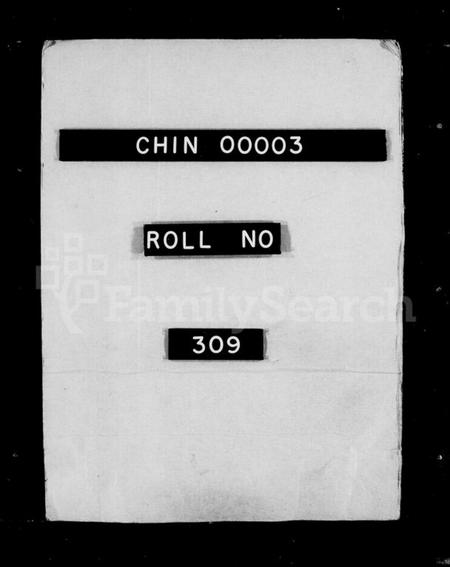 CHIN 00003
ROLL NO
FamilySearch
309